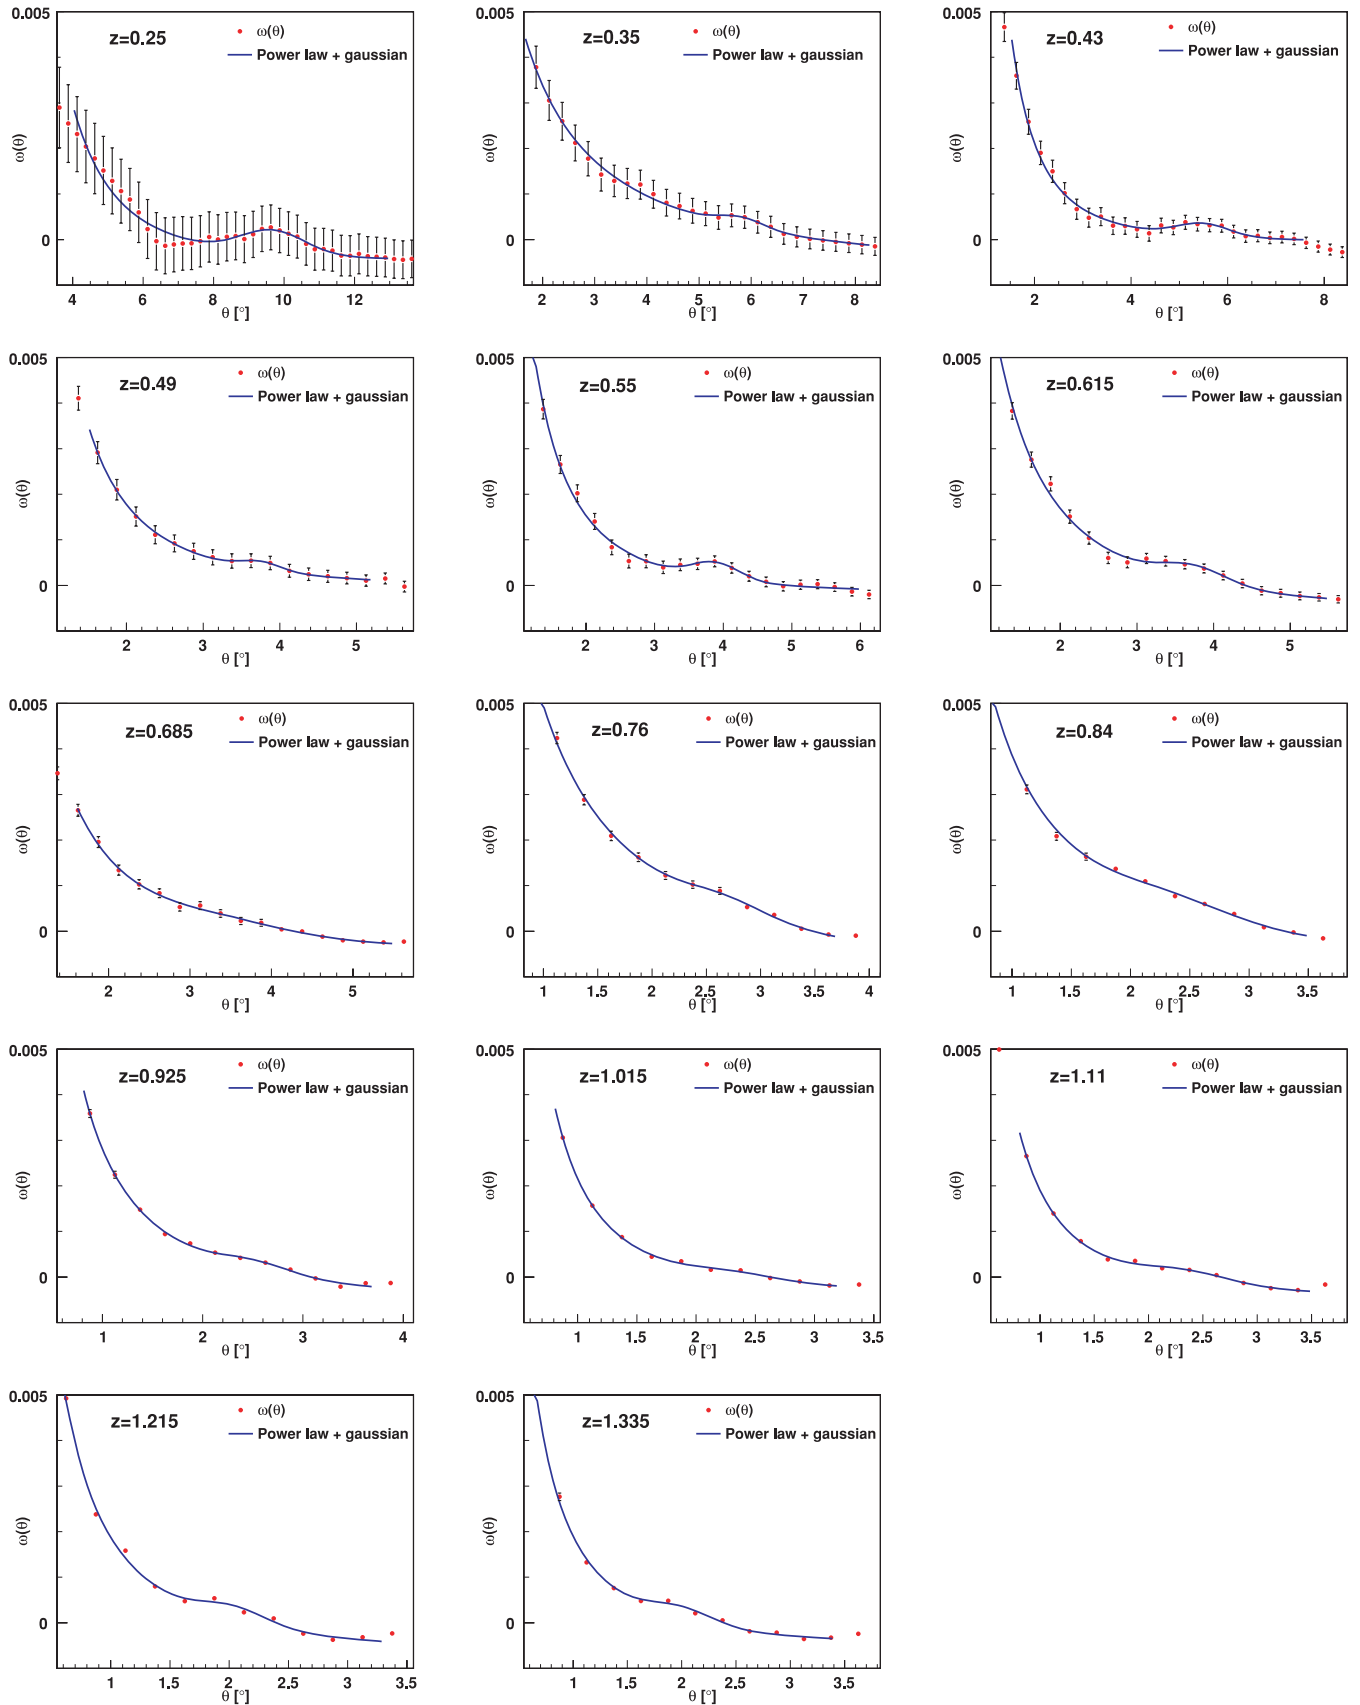 0.005
z=0.25
ω(θ)
Power law + gaussian
ω(θ)
0
4 6 8 10 12
θ [°]
0.005
z=0.35
ω(θ)
Power law + gaussian
ω(θ)
0
2 3 4 5 6 7 8
θ [°]
0.005
z=0.43
ω(θ)
Power law + gaussian
ω(θ)
0
2 4 6 8
θ [°]
0.005
z=0.49
ω(θ)
Power law + gaussian
ω(θ)
0
2 3 4 5
θ [°]
0.005
z=0.55
ω(θ)
Power law + gaussian
ω(θ)
0
2 3 4 5 6
θ [°]
0.005
z=0.615
ω(θ)
Power law + gaussian
ω(θ)
0
2 3 4 5
θ [°]
0.005
z=0.685
ω(θ)
Power law + gaussian
ω(θ)
0
2 3 4 5
θ [°]
0.005
z=0.76
ω(θ)
Power law + gaussian
ω(θ)
0
1 1.5 2 2.5 3 3.5 4
θ [°]
0.005
z=0.84
ω(θ)
Power law + gaussian
ω(θ)
0
1 1.5 2 2.5 3 3.5
θ [°]
0.005
z=0.925
ω(θ)
Power law + gaussian
ω(θ)
0
1 2 3 4
θ [°]
0.005
z=1.015
ω(θ)
Power law + gaussian
ω(θ)
0
1 1.5 2 2.5 3 3.5
θ [°]
0.005
z=1.11
ω(θ)
Power law + gaussian
ω(θ)
0
1 1.5 2 2.5 3 3.5
θ [°]
0.005
z=1.215
ω(θ)
Power law + gaussian
ω(θ)
0
1 1.5 2 2.5 3 3.5
θ [°]
0.005
z=1.335
ω(θ)
Power law + gaussian
ω(θ)
0
1 1.5 2 2.5 3 3.5
θ [°]